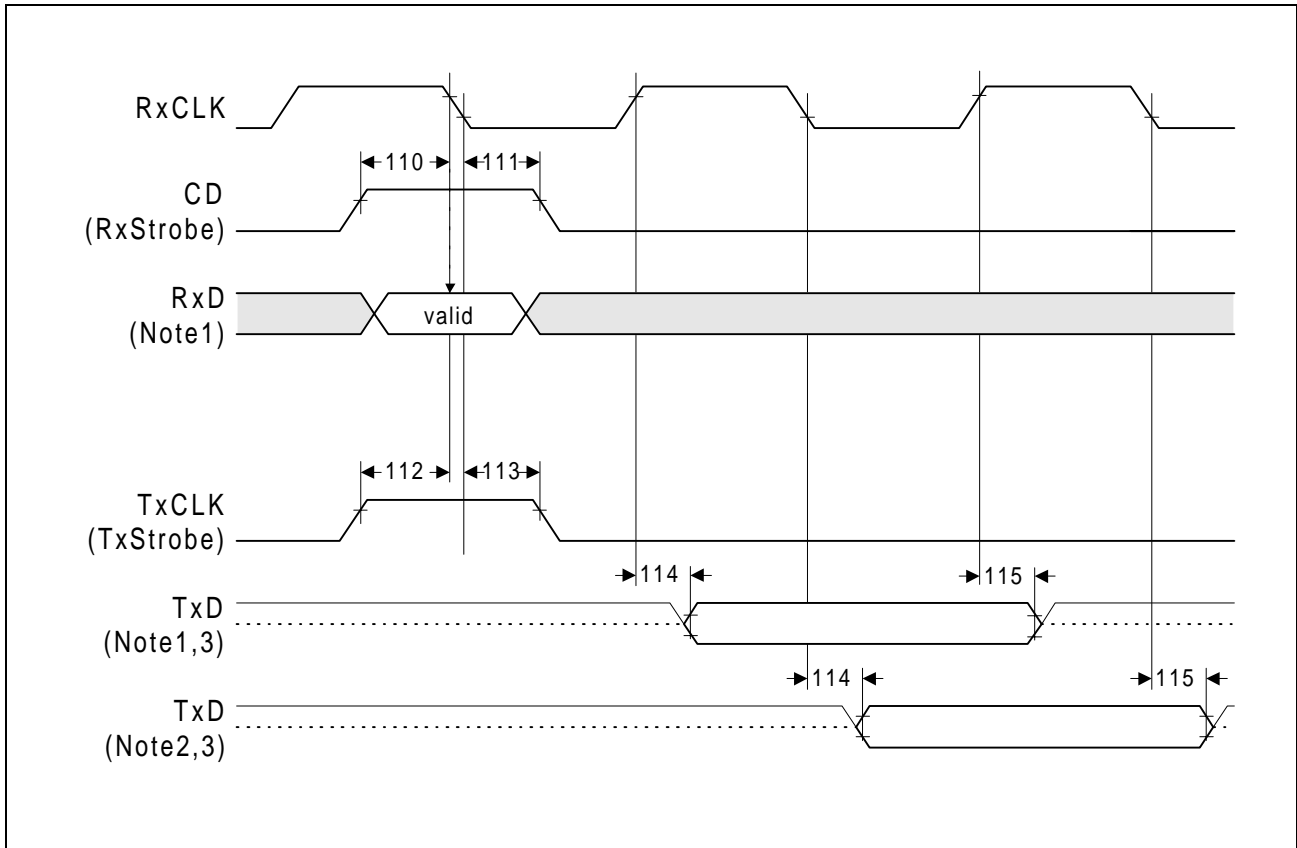 RxCLK
110
111
CD
(RxStrobe)
RxD
(Note1)
valid
112
113
TxCLK
(TxStrobe)
114
115
TxD
(Note1,3)
114
115
TxD
(Note2,3)